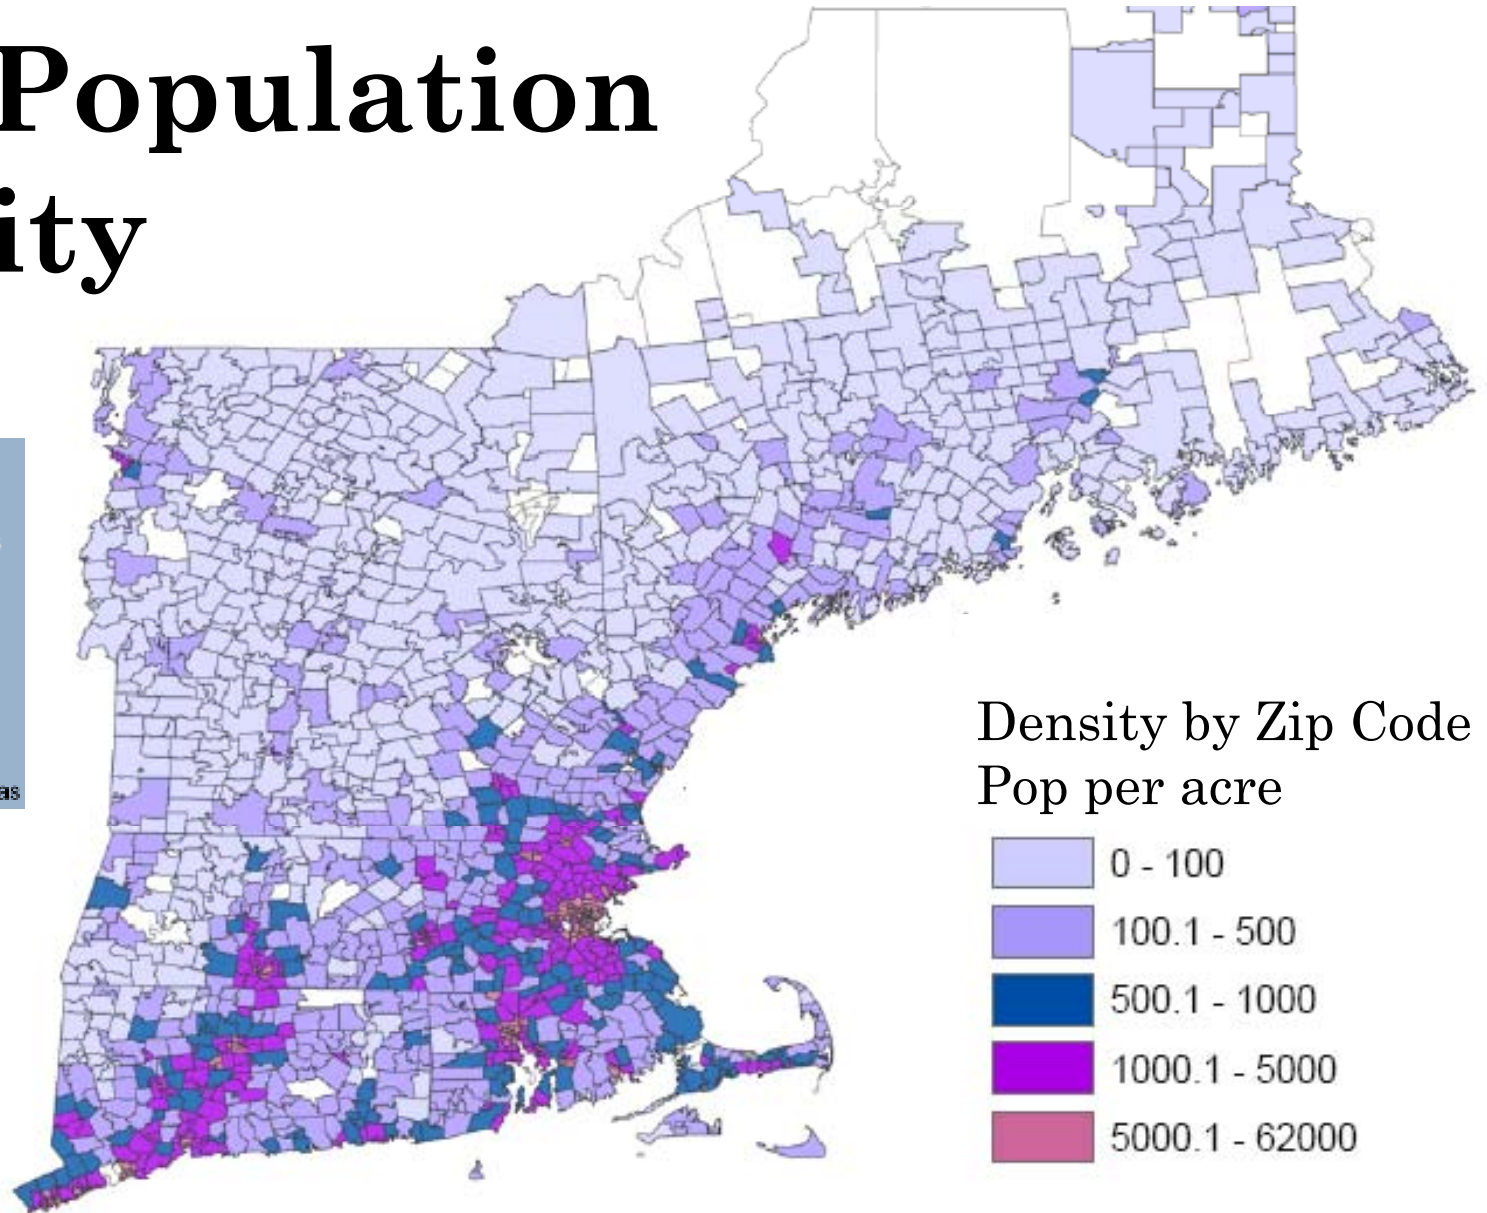 Population
ity
as
Density by Zip Code
Pop per acre
0 - 100
100.1 - 500
500.1 - 1000
1000.1 - 5000
5000.1 - 62000